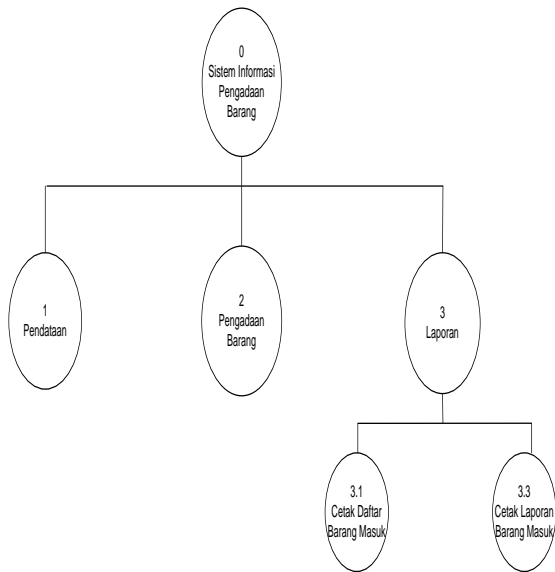 0
Sistem Informasi
Pengadaan
Barang
1
Pendataan
2
Pengadaan
Barang
3
Laporan
3.1
Cetak Daftar
Barang Masuk
3.3
Cetak Laporan
Barang Masuk